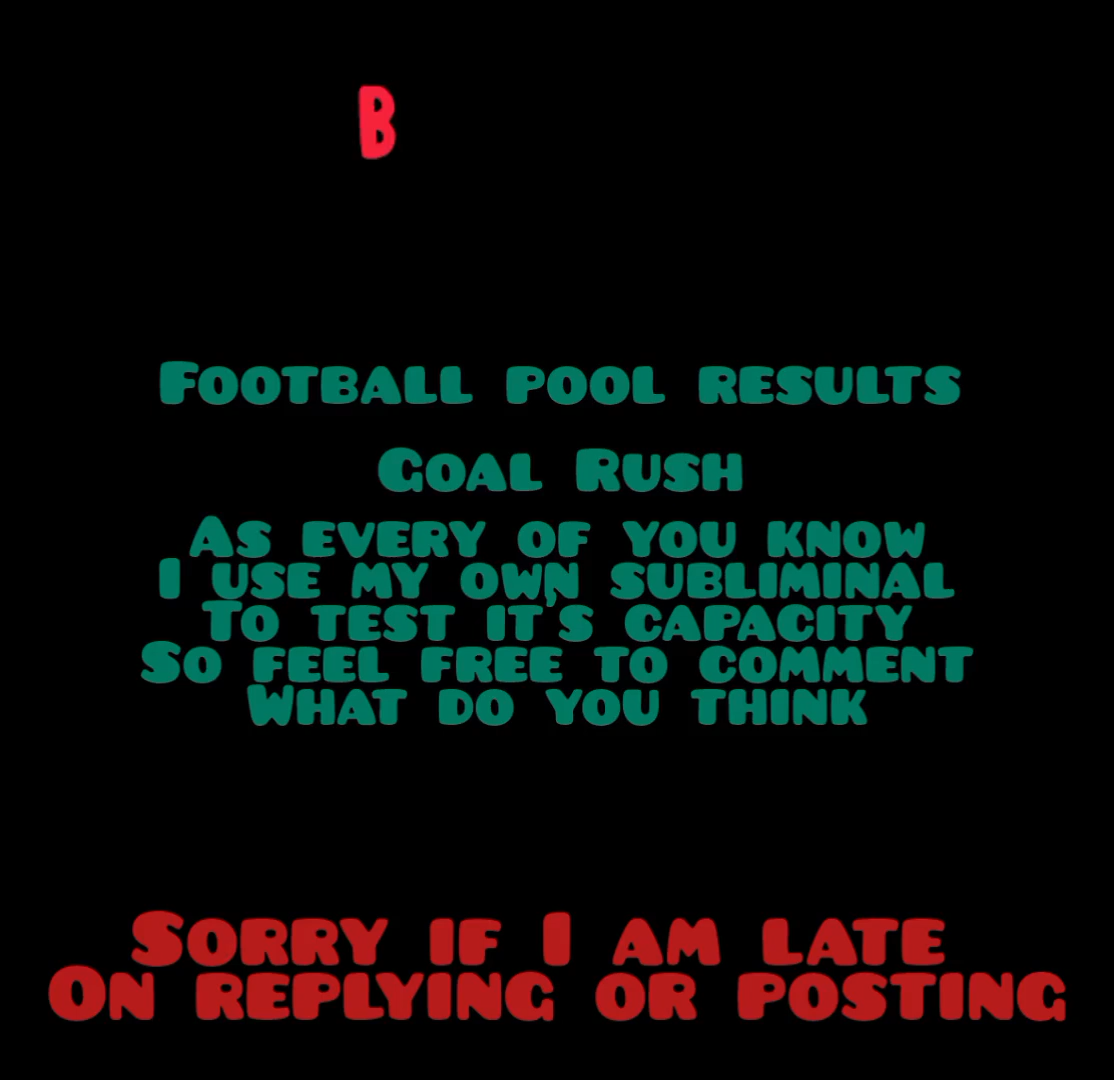 B
Football pool results
Goal Rush
As every of you know
I use my own subliminal
To test it's capacity
So feel free to comment
What do you think
Sorry if I am late
On replying or posting